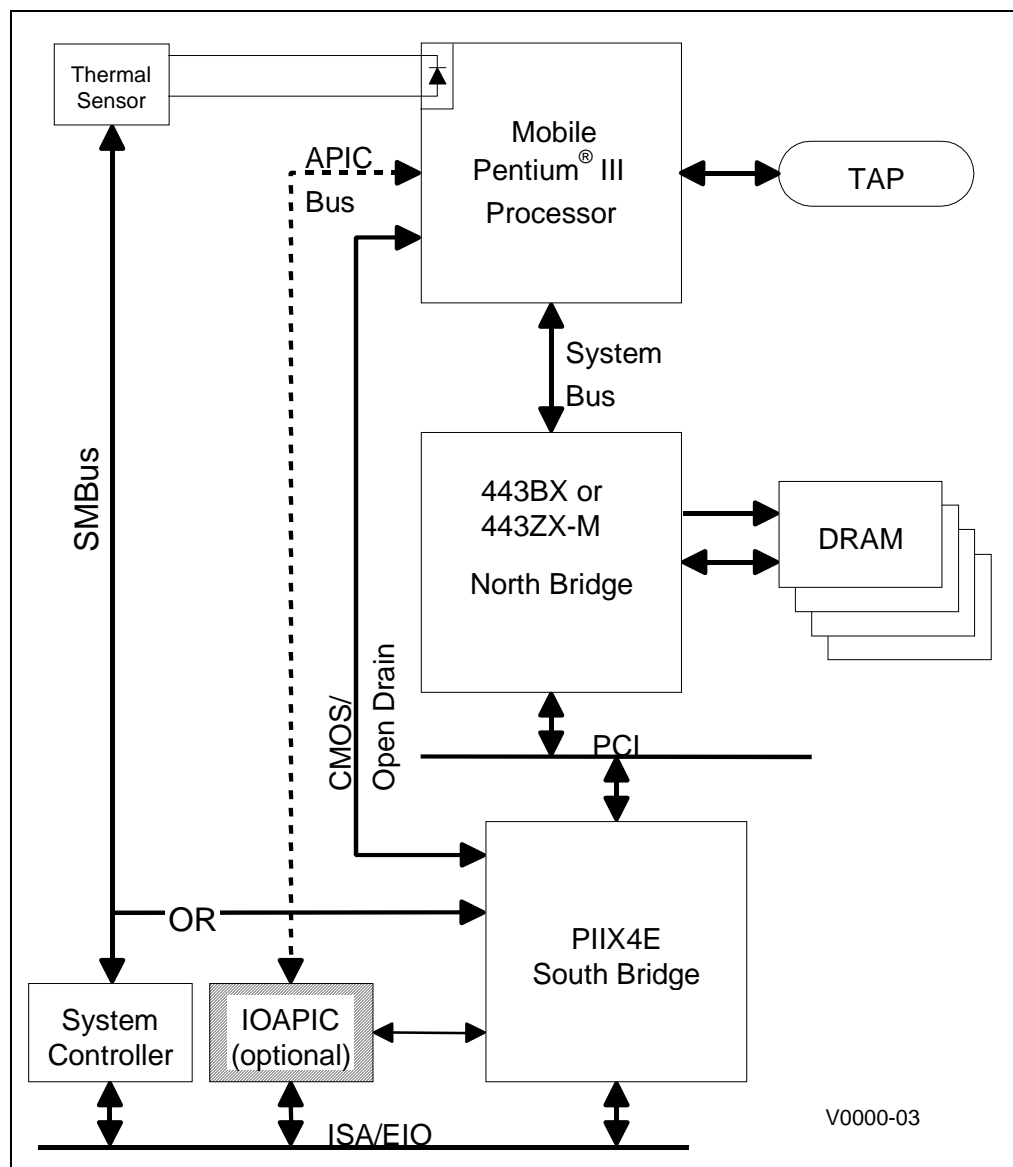 Thermal
Sensor
Mobile
Pentium® III
Processor
TAP
APIC
Bus
System
Bus
SMBus
443BX or
443ZX-M
North Bridge
DRAM
CMOS/
Open Drain
PCI
OR
PIIX4E
South Bridge
System
Controller
IOAPIC
(optional)
ISA/EIO
V0000-03